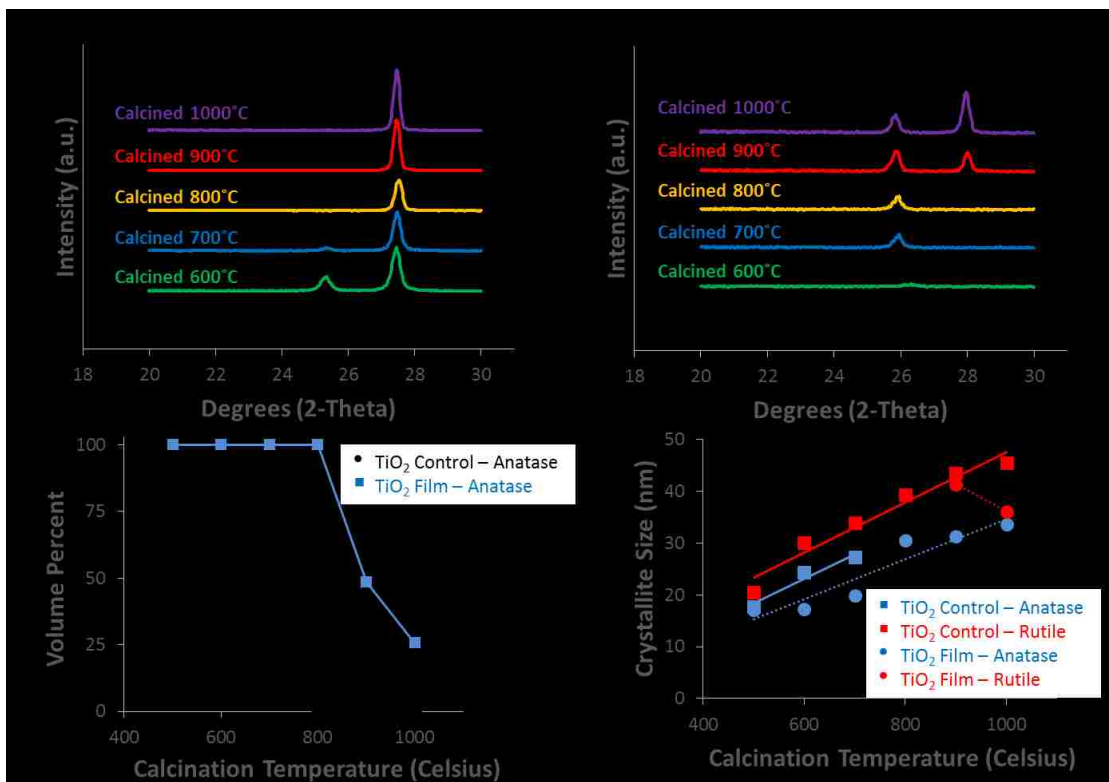 Calcined 1000°C
Calcined 900°C
Calcined 800°C
Calcined 700°C
Calcined 600°C
Intensity (a.u.)
18 20 22 24 26 28 30
Degrees (2-Theta)
Calcined 1000°C
Calcined 900°C
Calcined 800°C
Calcined 700°C
Calcined 600°C
Intensity (a.u.)
18 20 22 24 26 28 30
Degrees (2-Theta)
100
75
50
25
0
Volume Percent
TiO2 Control – Anatase
TiO2 Film – Anatase
400 600 800 1000
Calcination Temperature (Celsius)
50
40
30
20
10
0
Crystallite Size (nm)
TiO2 Control – Anatase
TiO2 Control – Rutile
TiO2 Film – Anatase
TiO2 Film – Rutile
400 600 800 1000
Calcination Temperature (Celsius)